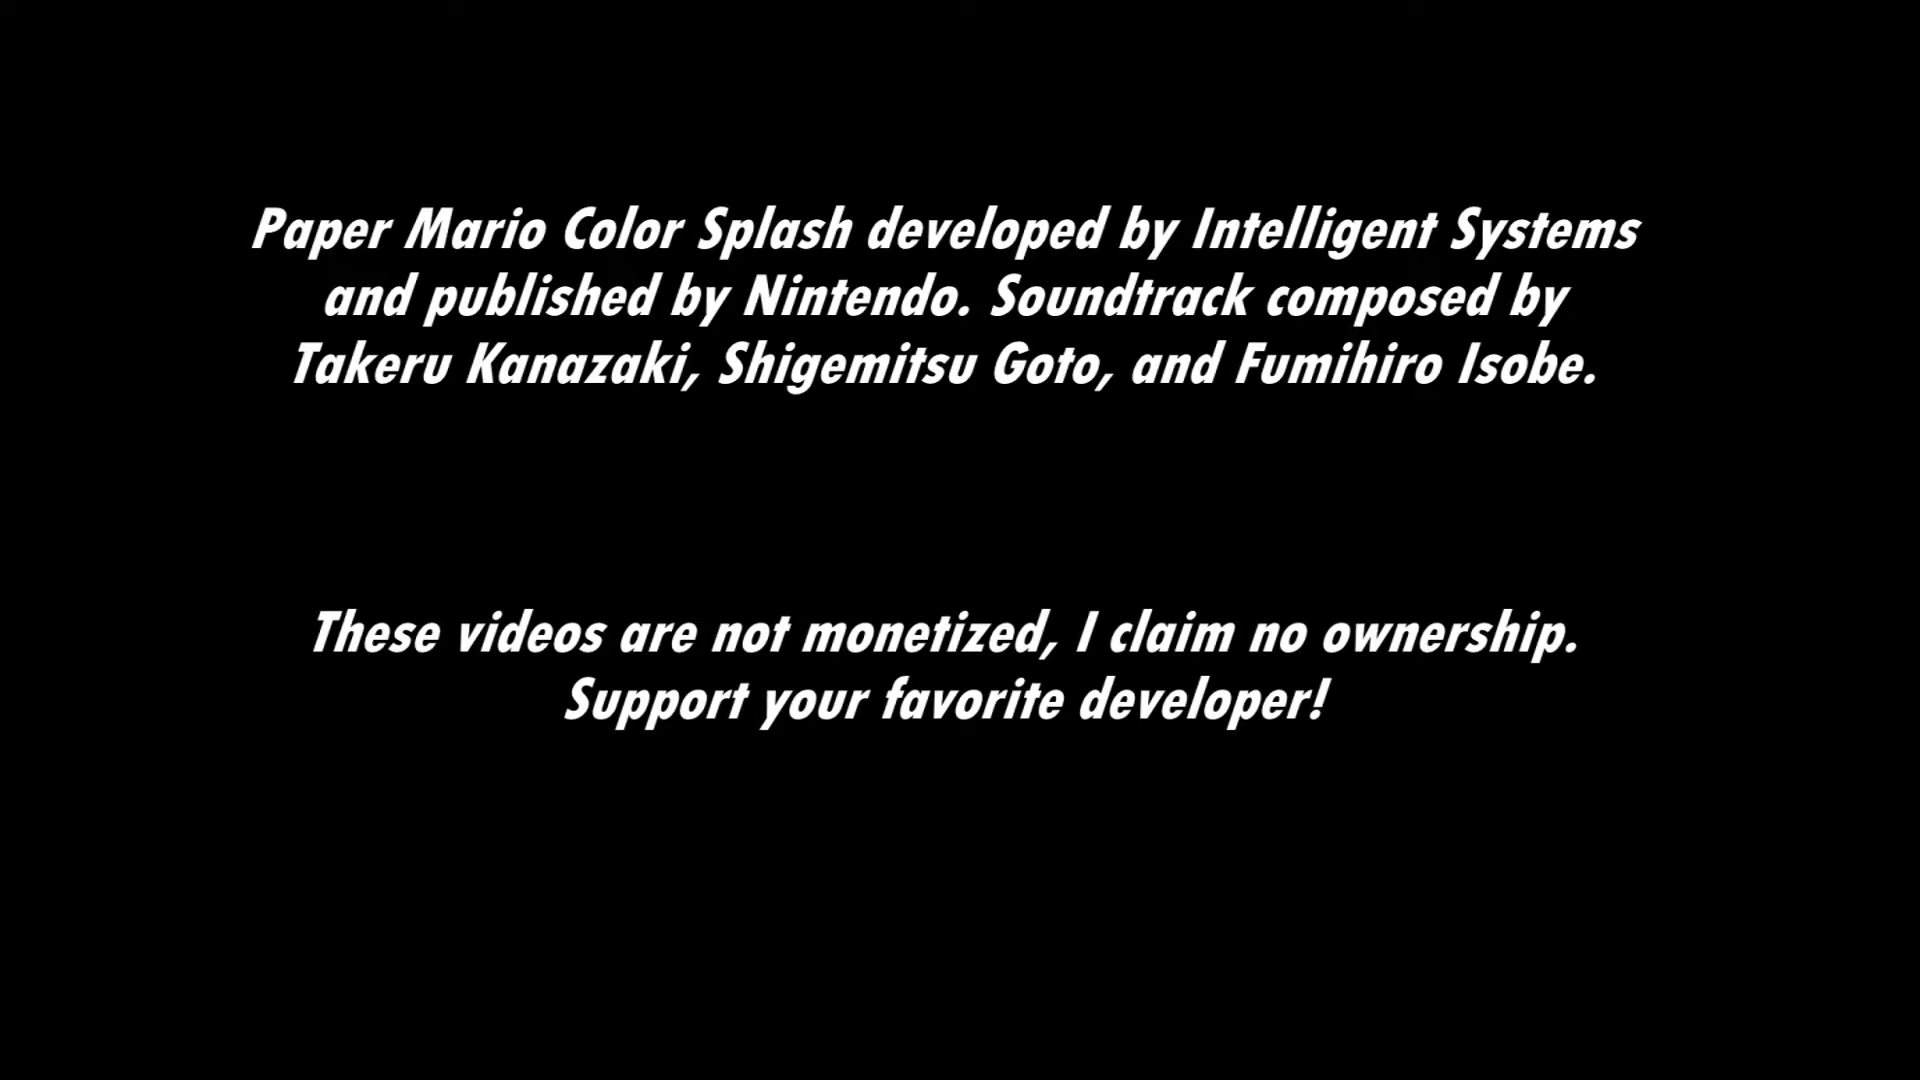 Paper Mario Color Splash developed by Intelligent Systems
and published by Nintendo. Soundtrack composed by
Takeru Kanazaki, Shigemitsu Goto, and Fumihiro Isobe.
These videos are not monetized, I claim no ownership.
Support your favorite developer!